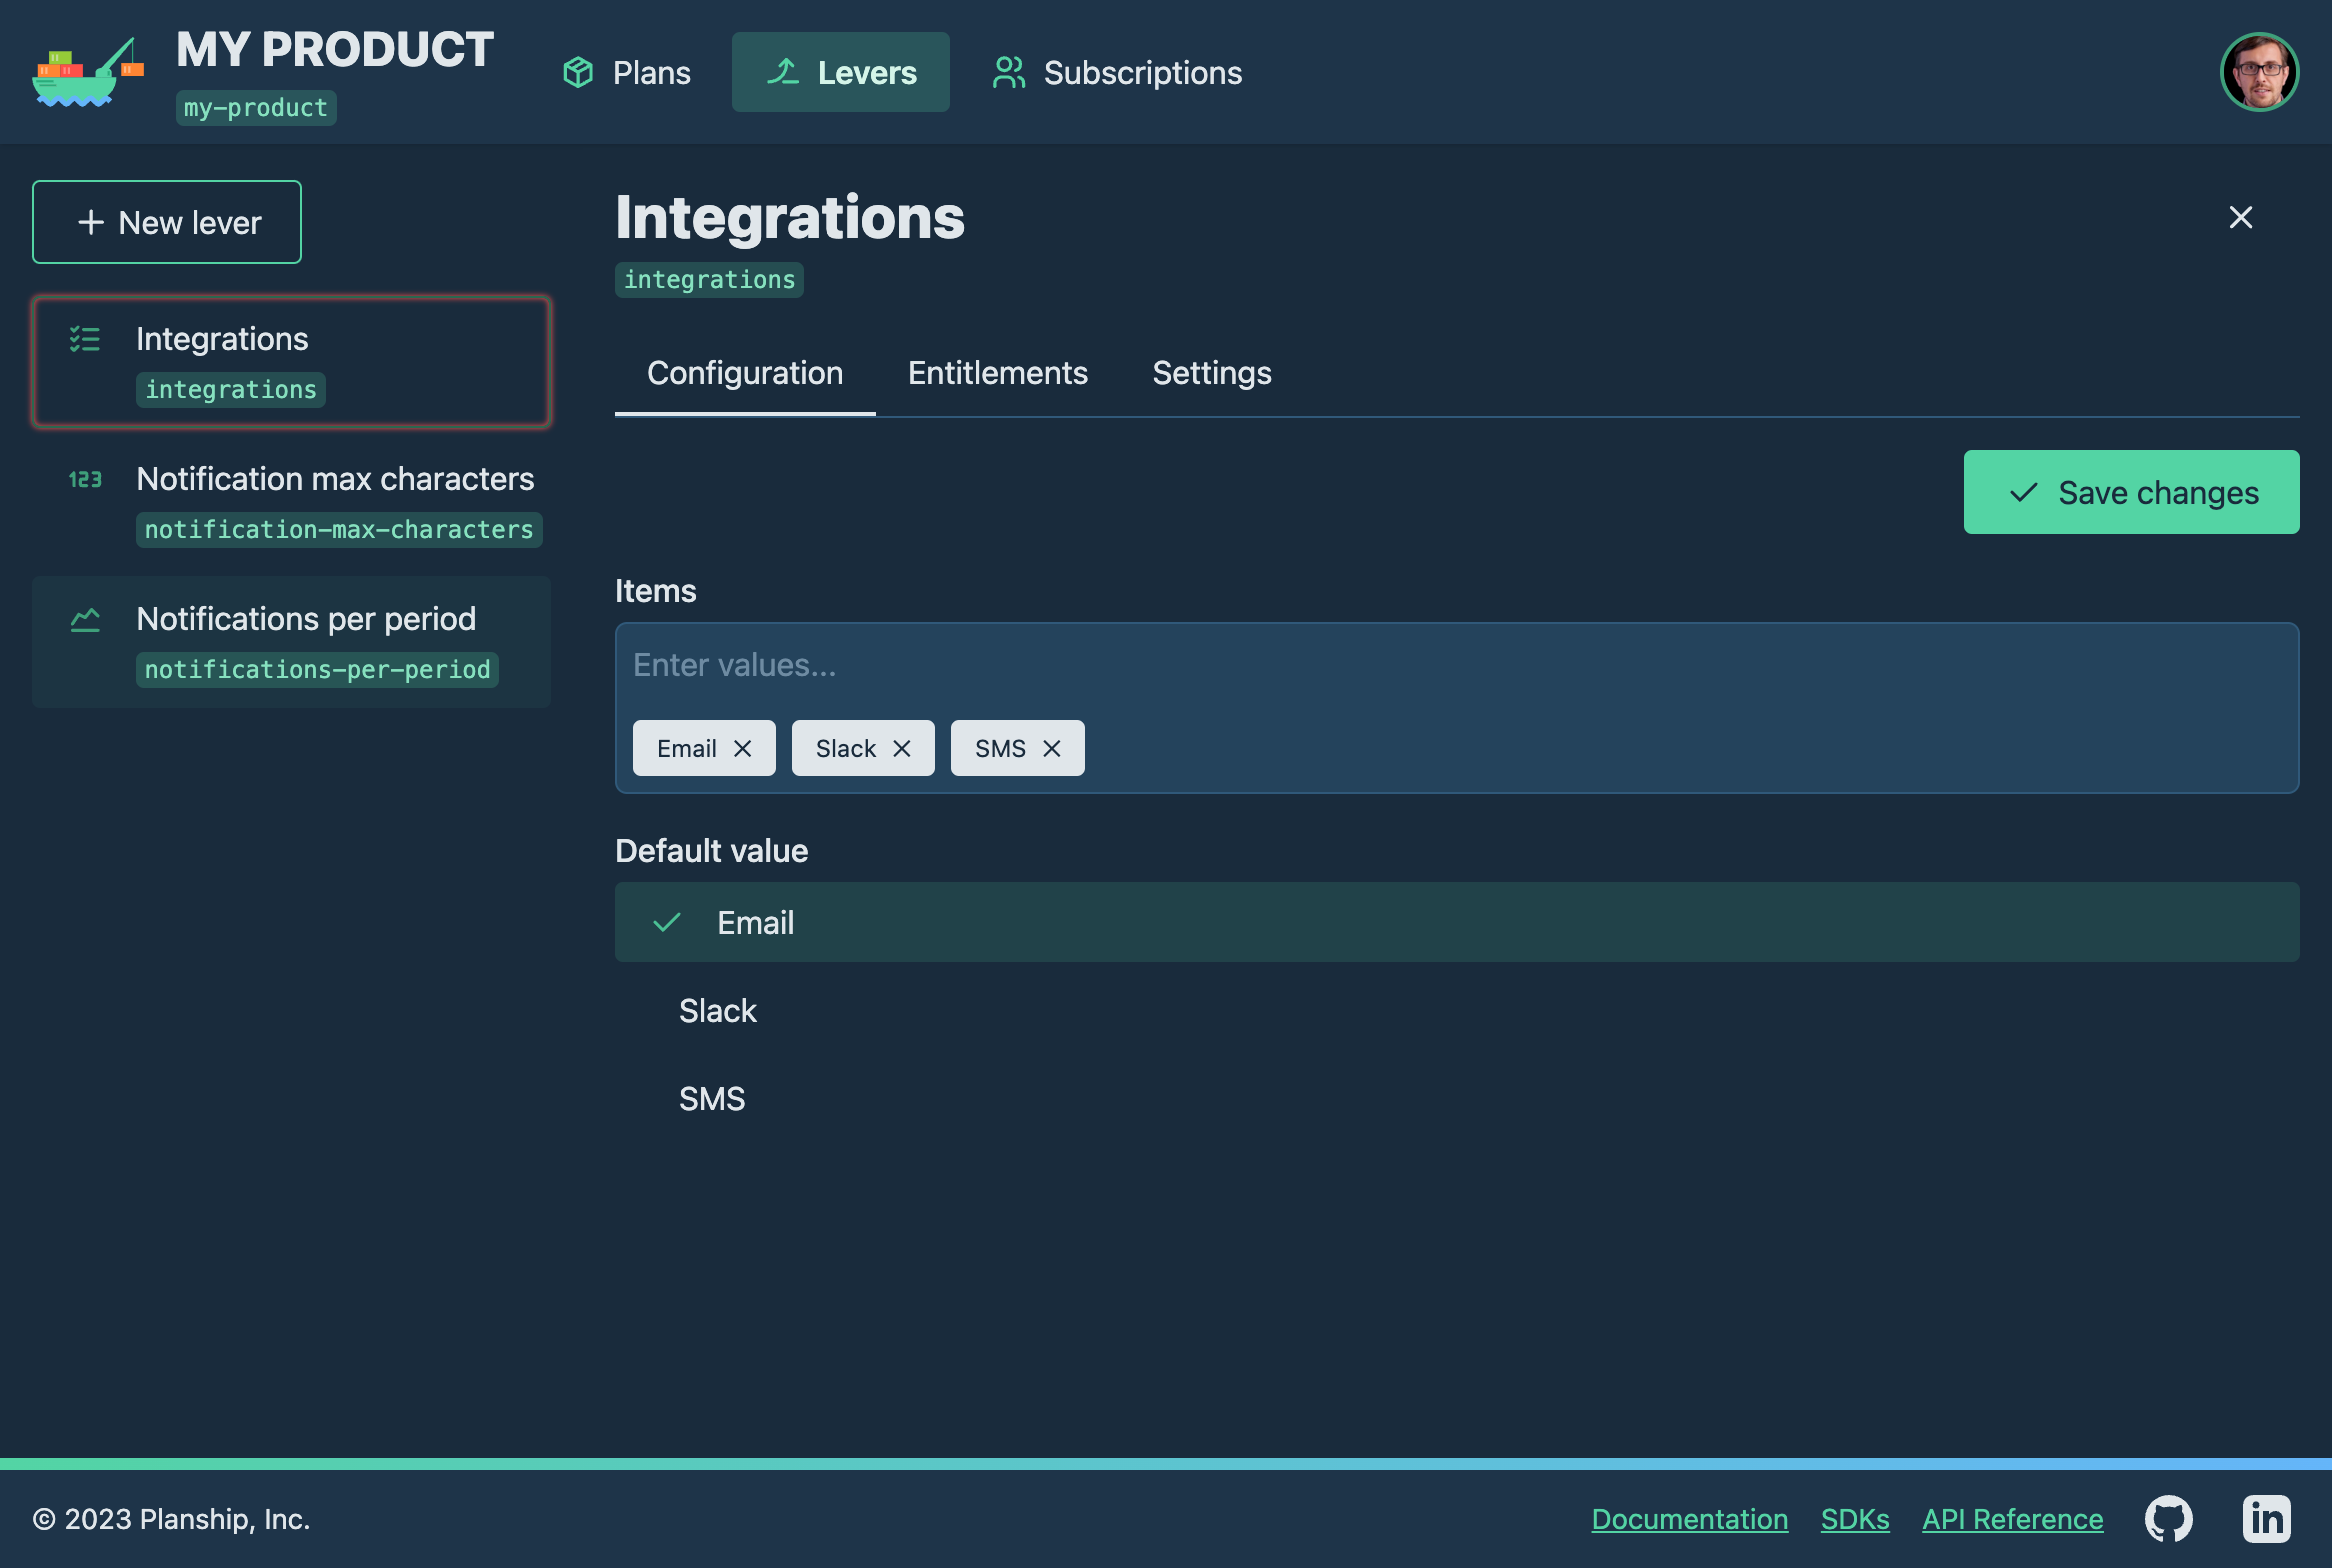 MY PRODUCT
my-product
Plans
Levers
Subscriptions
New lever
Integrations
integrations
123
Notification max characters
notification-max-characters
Notifications per period
notifications-per-period
Integrations
integrations
Configuration
Entitlements
Settings
Save changes
Items
Enter values...
Email
Slack
SMS
Default value
Email
Slack
SMS
© 2023 Planship, Inc.
Documentation
SDKs
API Reference
in